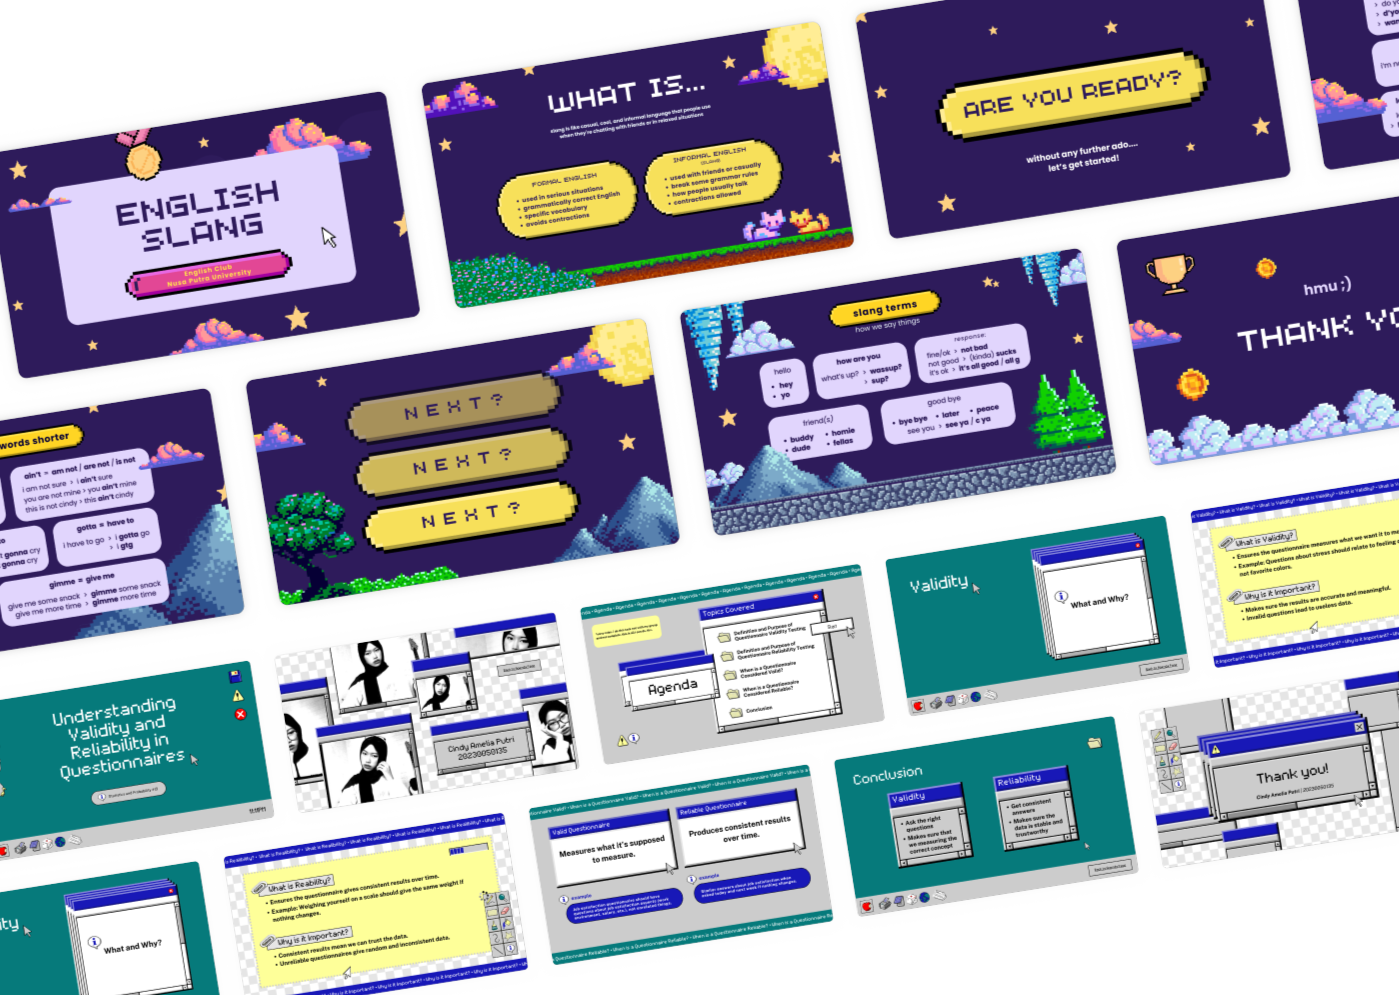 ENGLISH
SLANG
English Club
Nusa Putra University
WHAT IS...
slang is like casual, cool, and informal language that people use
when they're chatting with friends or in relaxed situations
FORMAL ENGLISH
• used in serious situations
• grammatically correct English
• specific vocabulary
• avoids contractions
INFORMAL ENGLISH
• used with friends or casually
• break some grammar rules
• how people usually talk
• contractions allowed
ARE YOU READY?
without any further ado....
let's get started!
i'm n
words shorter
ain't = am not / are not / is not
i am not sure > i ain't sure
you are not mine > you ain't mine
this is not cindy > this ain't cindy
gonna cry
gonna cry
gotta = have to
i have to go > i gotta go
> i gtg
gimme = give me
give me some snack > gimme some snack
give me more time > gimme more time
NEXT?
NEXT?
NEXT?
slang terms
how we say things
hello
• hey
• yo
how are you
what's up? > wassup?
> sup?
response:
fine/ok > not bad
not good > (kinda) sucks
it's ok > it's all good / all g
friend(s)
• buddy • homie
• dude • fellas
good bye
• bye bye • later • peace
see you > see ya / c ya
hmu ;)
THANK YO
Understanding
Validity and
Reliability in
Questionnaires
Cindy Amelia Putri
20230050135
Agenda
Topics Covered
Definition and Purpose of
Questionnaire Validity Testing
Definition and Purpose of
Questionnaire Reliability Testing
When is a Questionnaire
Considered Valid?
When is a Questionnaire
Considered Reliable?
Conclusion
Validity
What and Why?
What is Validity?
• Ensures the questionnaire measures what we want it to me
• Example: Questions about stress should relate to feeling
not favorite colors.
Why is it Important?
• Makes sure the results are accurate and meaningful.
• Invalid questions lead to useless data.
ity
What and Why?
What is Reability?
• Ensures the questionnaire gives consistent results over time.
• Example: Weighing yourself on a scale should give the same weight if
nothing changes.
Why is it Important?
• Consistent results mean we can trust the data.
• Unreliable questionnaires give random and inconsistent data.
Valid Questionnaire
Measures what it's supposed
to measure.
example
Reliable Questionnaire
Produces consistent results
over time.
example
Conclusion
Validity
• Ask the right
questions
• Makes sure that
we measuring the
correct concept
Reliability
• Get consistent
answers
• Makes sure the
data is stable and
trustworthy
Thank you!
Cindy Amelia Putri / 20230050135